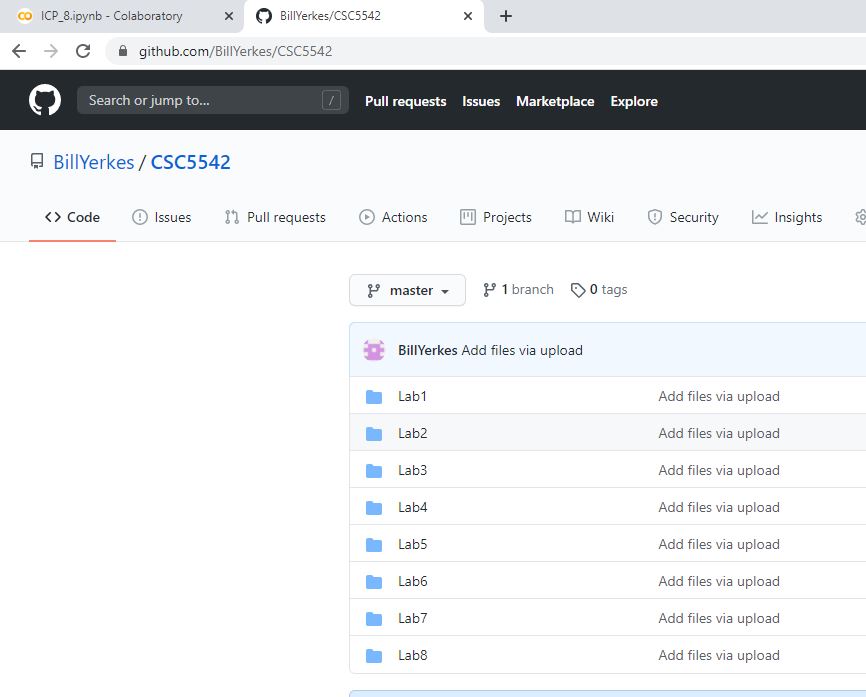 ICP_8.ipynb - Colaboratory
BillYerkes/CSC5542
github.com/BillYerkes/CSC5542
Search or jump to... / Pull requests Issues Marketplace Explore
BillYerkes / CSC5542
Code Issues Pull requests Actions Projects Wiki Security Insights
master 1 branch 0 tags
BillYerkes Add files via upload
Lab1 Add files via upload
Lab2 Add files via upload
Lab3 Add files via upload
Lab4 Add files via upload
Lab5 Add files via upload
Lab6 Add files via upload
Lab7 Add files via upload
Lab8 Add files via upload